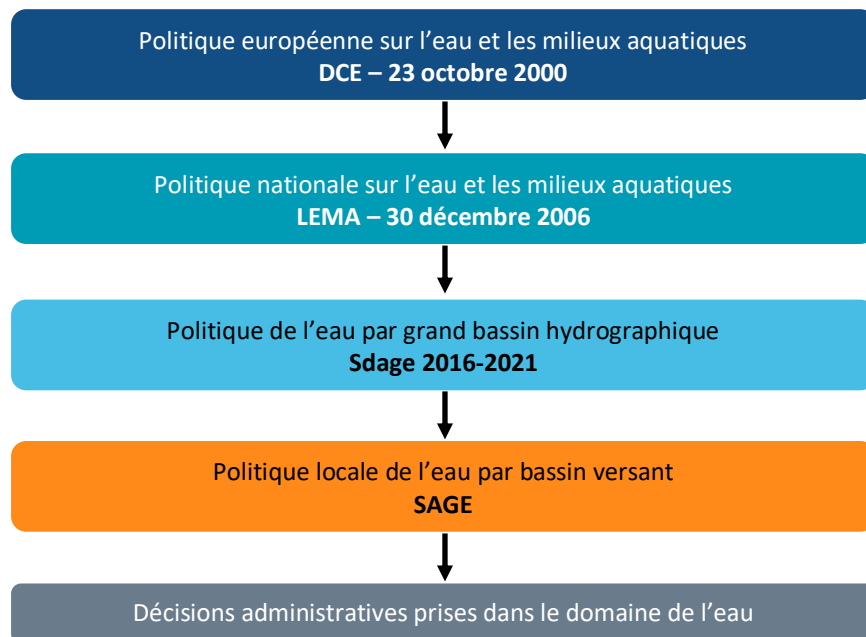 Politique européenne sur l’eau et les milieux aquatiques
DCE – 23 octobre 2000
Politique nationale sur l’eau et les milieux aquatiques
LEMA – 30 décembre 2006
Politique de l’eau par grand bassin hydrographique
Sdage 2016-2021
Politique locale de l’eau par bassin versant
SAGE
Décisions administratives prises dans le domaine de l’eau